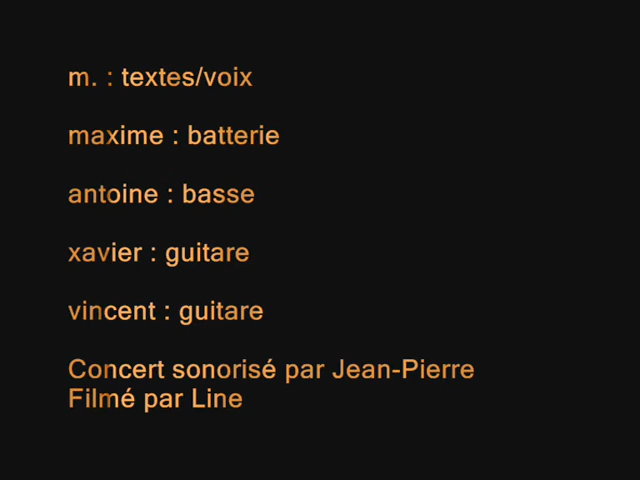 m. : textes/voix
maxime : batterie
antoine : basse
xavier : guitare
vincent : guitare
Concert sonorisé par Jean-Pierre
Filmé par Line